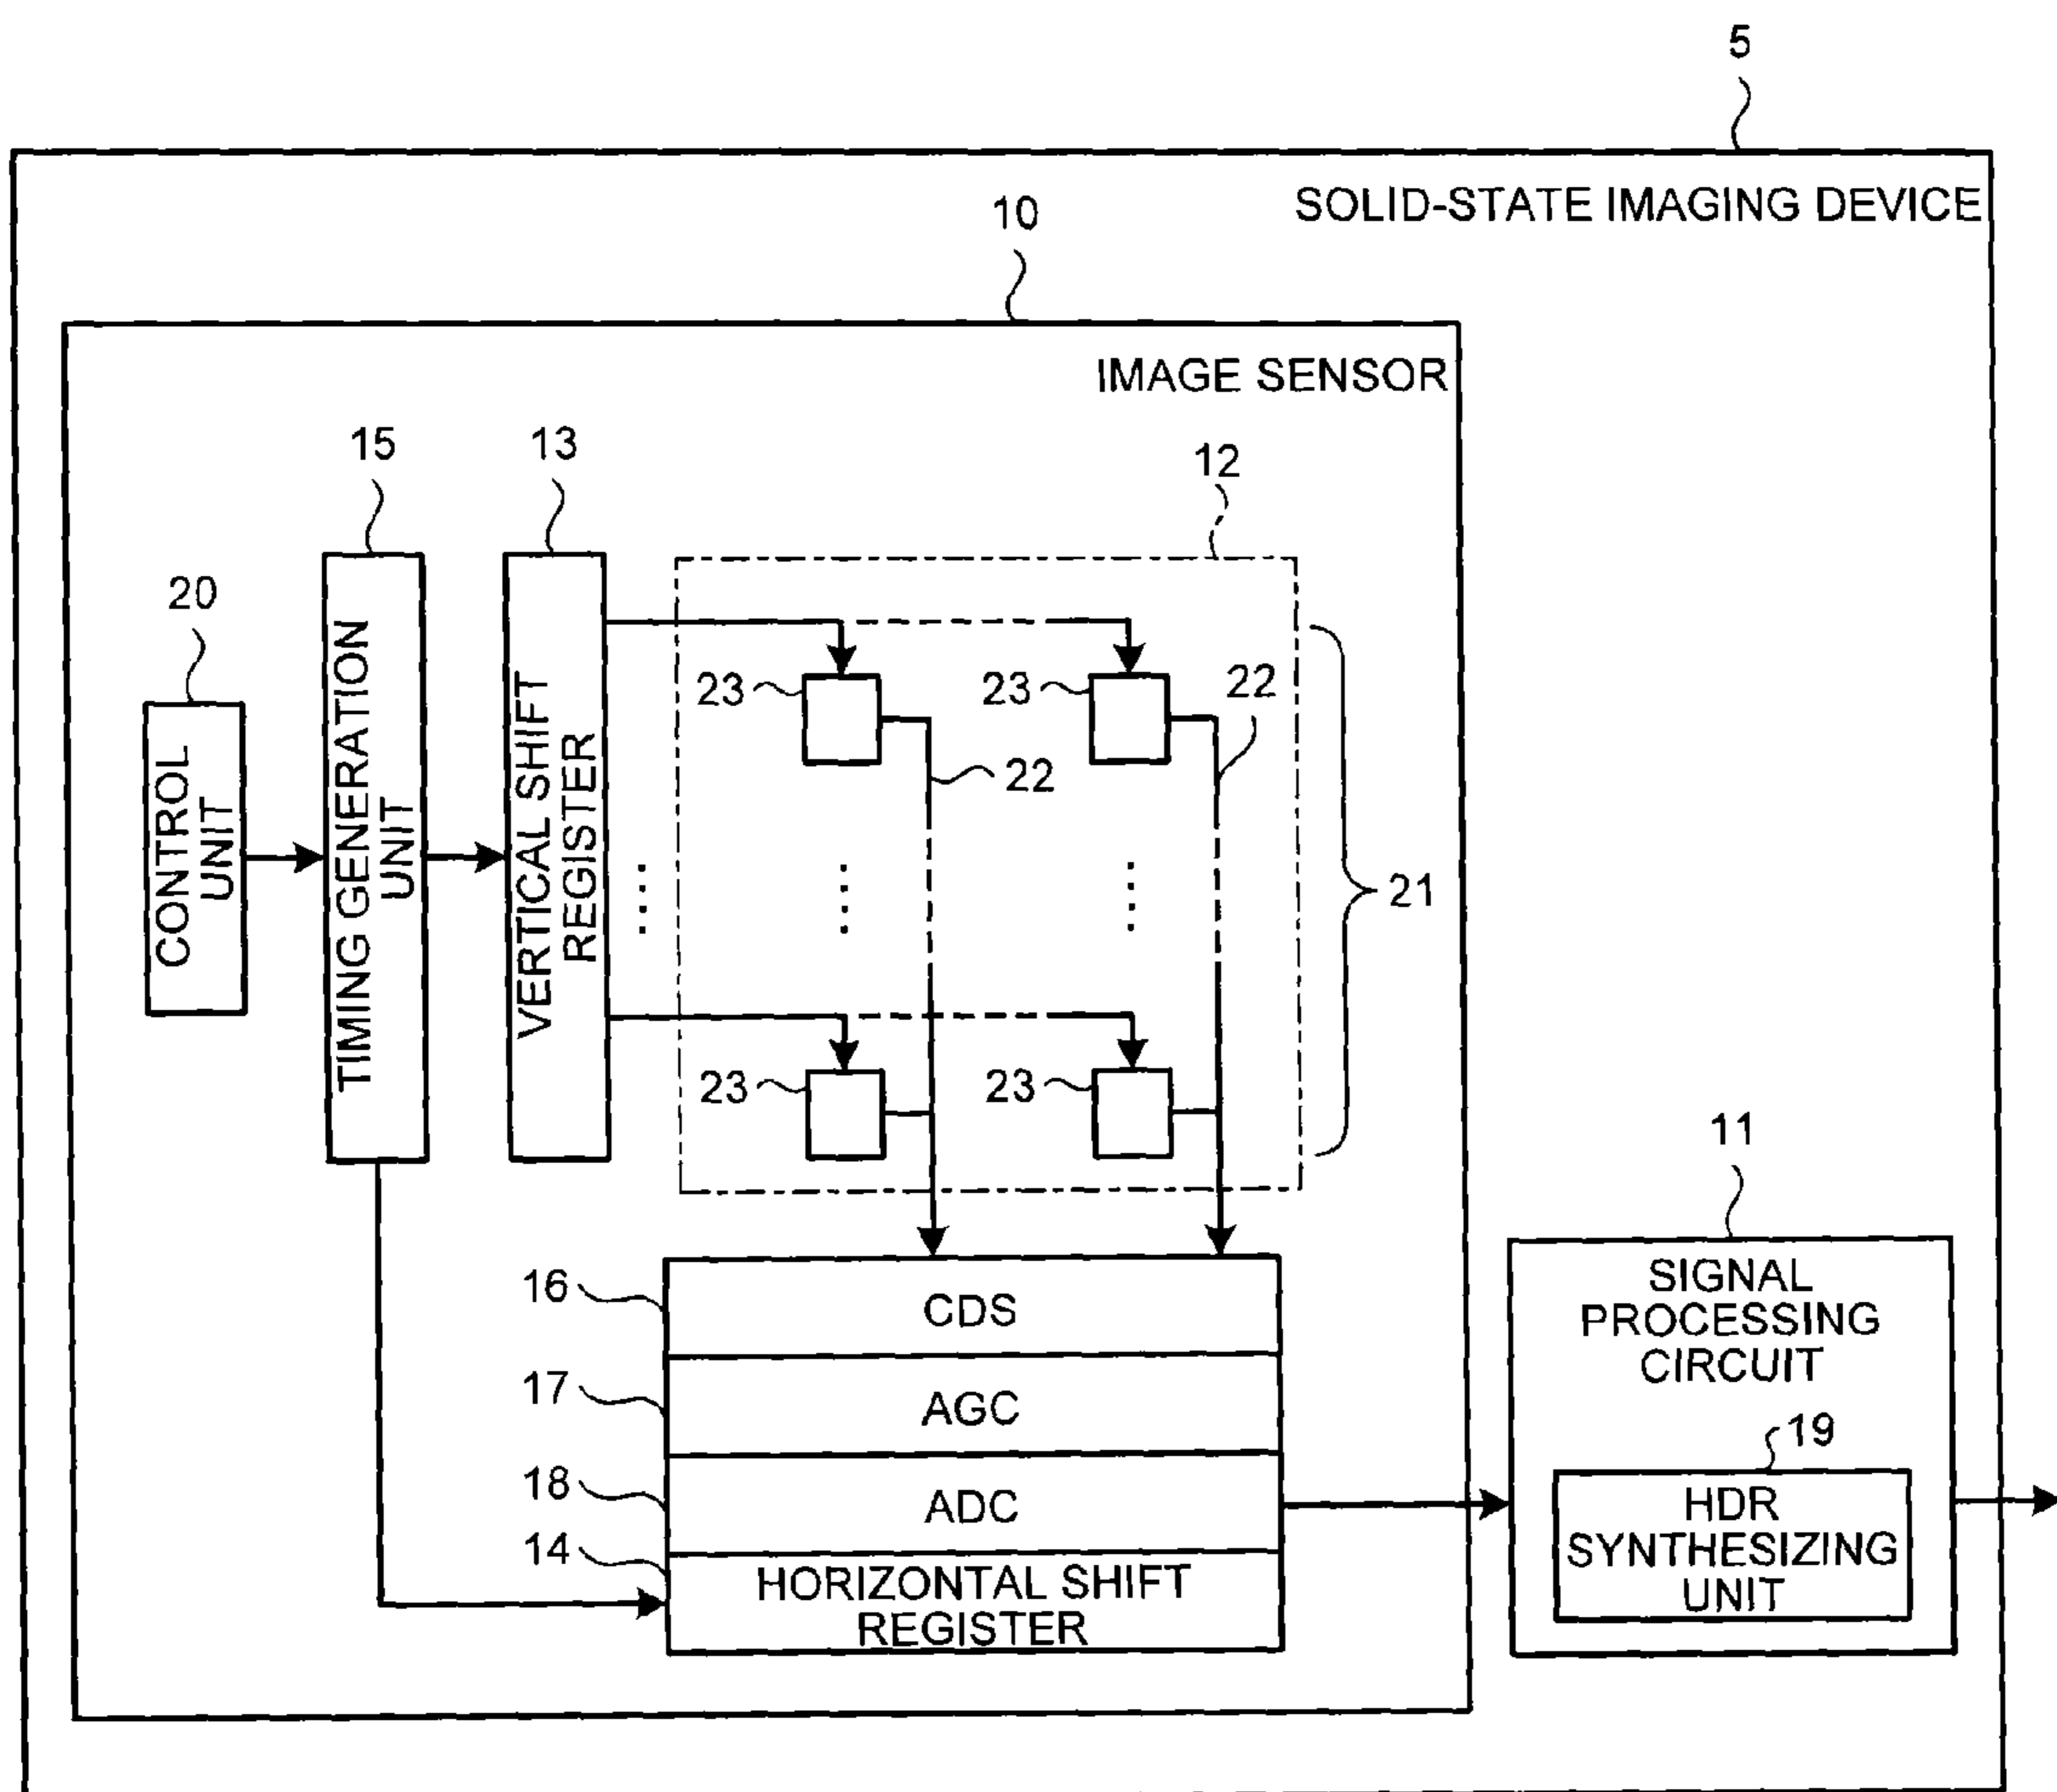 5
SOLID-STATE IMAGING DEVICE
10
IMAGE SENSOR
15
13
12
20
CONTROL
UNIT
TIMING GENERATION
UNIT
VERTICAL SHIFT
REGISTER
23
23
22
22
21
23
23
11
16
CDS
17
AGC
18
ADC
14
HORIZONTAL SHIFT
REGISTER
SIGNAL
PROCESSING
CIRCUIT
19
HDR
SYNTHESIZING
UNIT